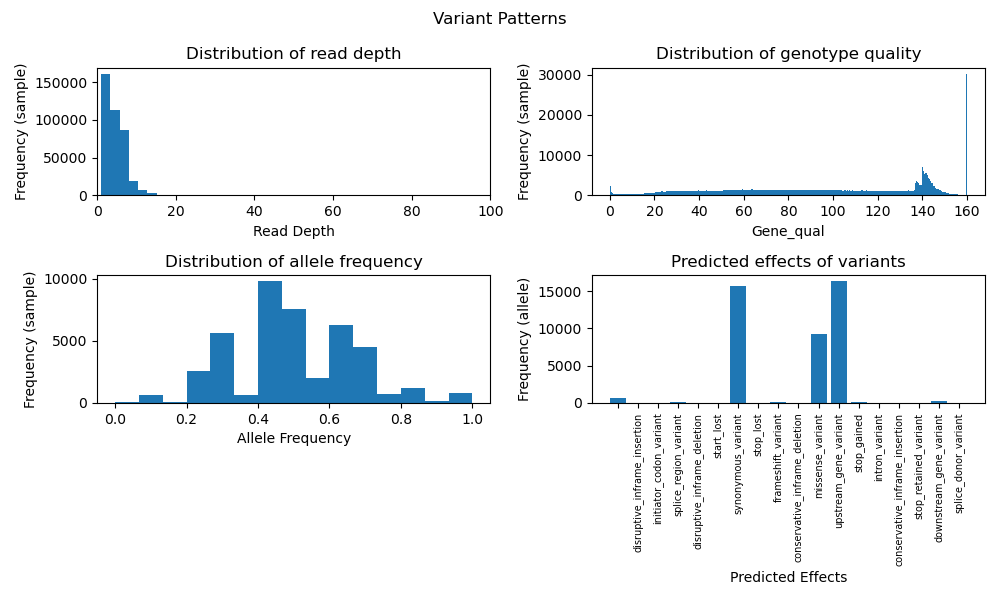 Variant Patterns
Distribution of read depth
Frequency (sample)
150000
100000
50000
0
0 20 40 60 80 100
Read Depth
Distribution of genotype quality
Frequency (sample)
30000
20000
10000
0
0 20 40 60 80 100 120 140 160
Gene_qual
Distribution of allele frequency
Frequency (sample)
10000
5000
0
0.0 0.2 0.4 0.6 0.8 1.0
Allele Frequency
Predicted effects of variants
Frequency (allele)
15000
10000
5000
0
disruptive_inframe_insertion
initiator_codon_variant
splice_region_variant
disruptive_inframe_deletion
start_lost
synonymous_variant
stop_lost
frameshift_variant
conservative_inframe_deletion
missense_variant
upstream_gene_variant
stop_gained
intron_variant
conservative_inframe_insertion
stop_retained_variant
downstream_gene_variant
splice_donor_variant
Predicted Effects